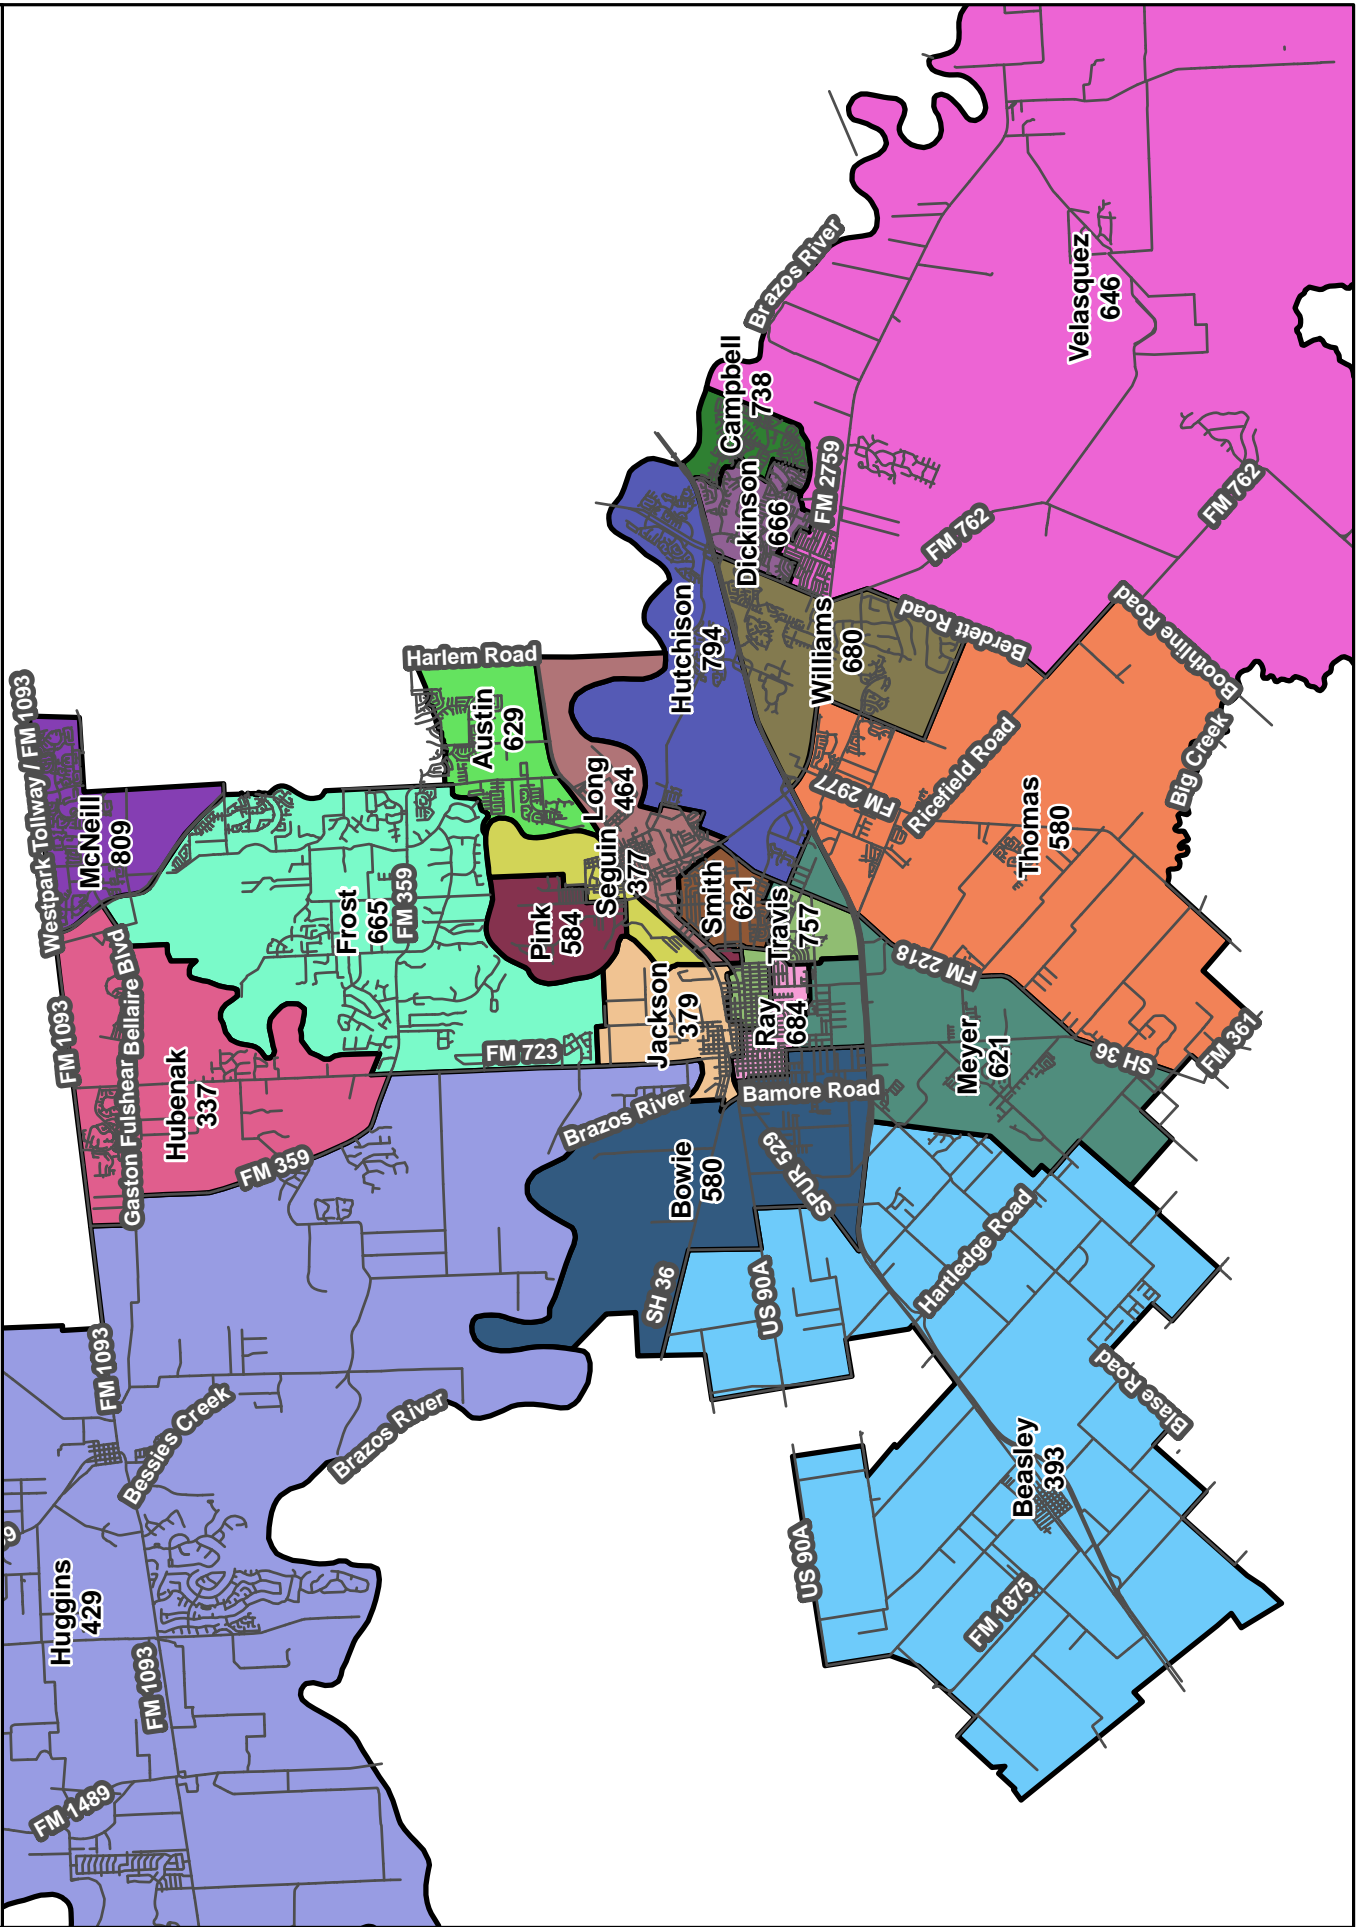 Westpark Tollway / FM 1093
McNeill
809
Harlem Road
Austin
629
FM 1093
Gaston Fulshear Bellaire Blvd
Hubenak
337
FM 359
Frost
665
FM 359
FM 723
Pink
584
Seguin
377
Long
464
Jackson
379
Smith
621
Travis
757
Ray
684
Hutchison
794
Campbell
738
Dickinson
666
Williams
680
Brazos River
FM 2759
FM 762
FM 762
Velasquez
646
Berdett Road
Boothline Road
Big Creek
Ricefield Road
FM 2977
Thomas
580
FM 2218
Meyer
621
SH 36
FM 361
Brazos River
Bamore Road
Bowie
580
SPUR 529
SH 36
US 90A
Hartledge Road
Blase Road
Beasley
393
US 90A
FM 1875
FM 1093
Bessies Creek
Brazos River
9
Huggins
429
FM 1093
FM 1489